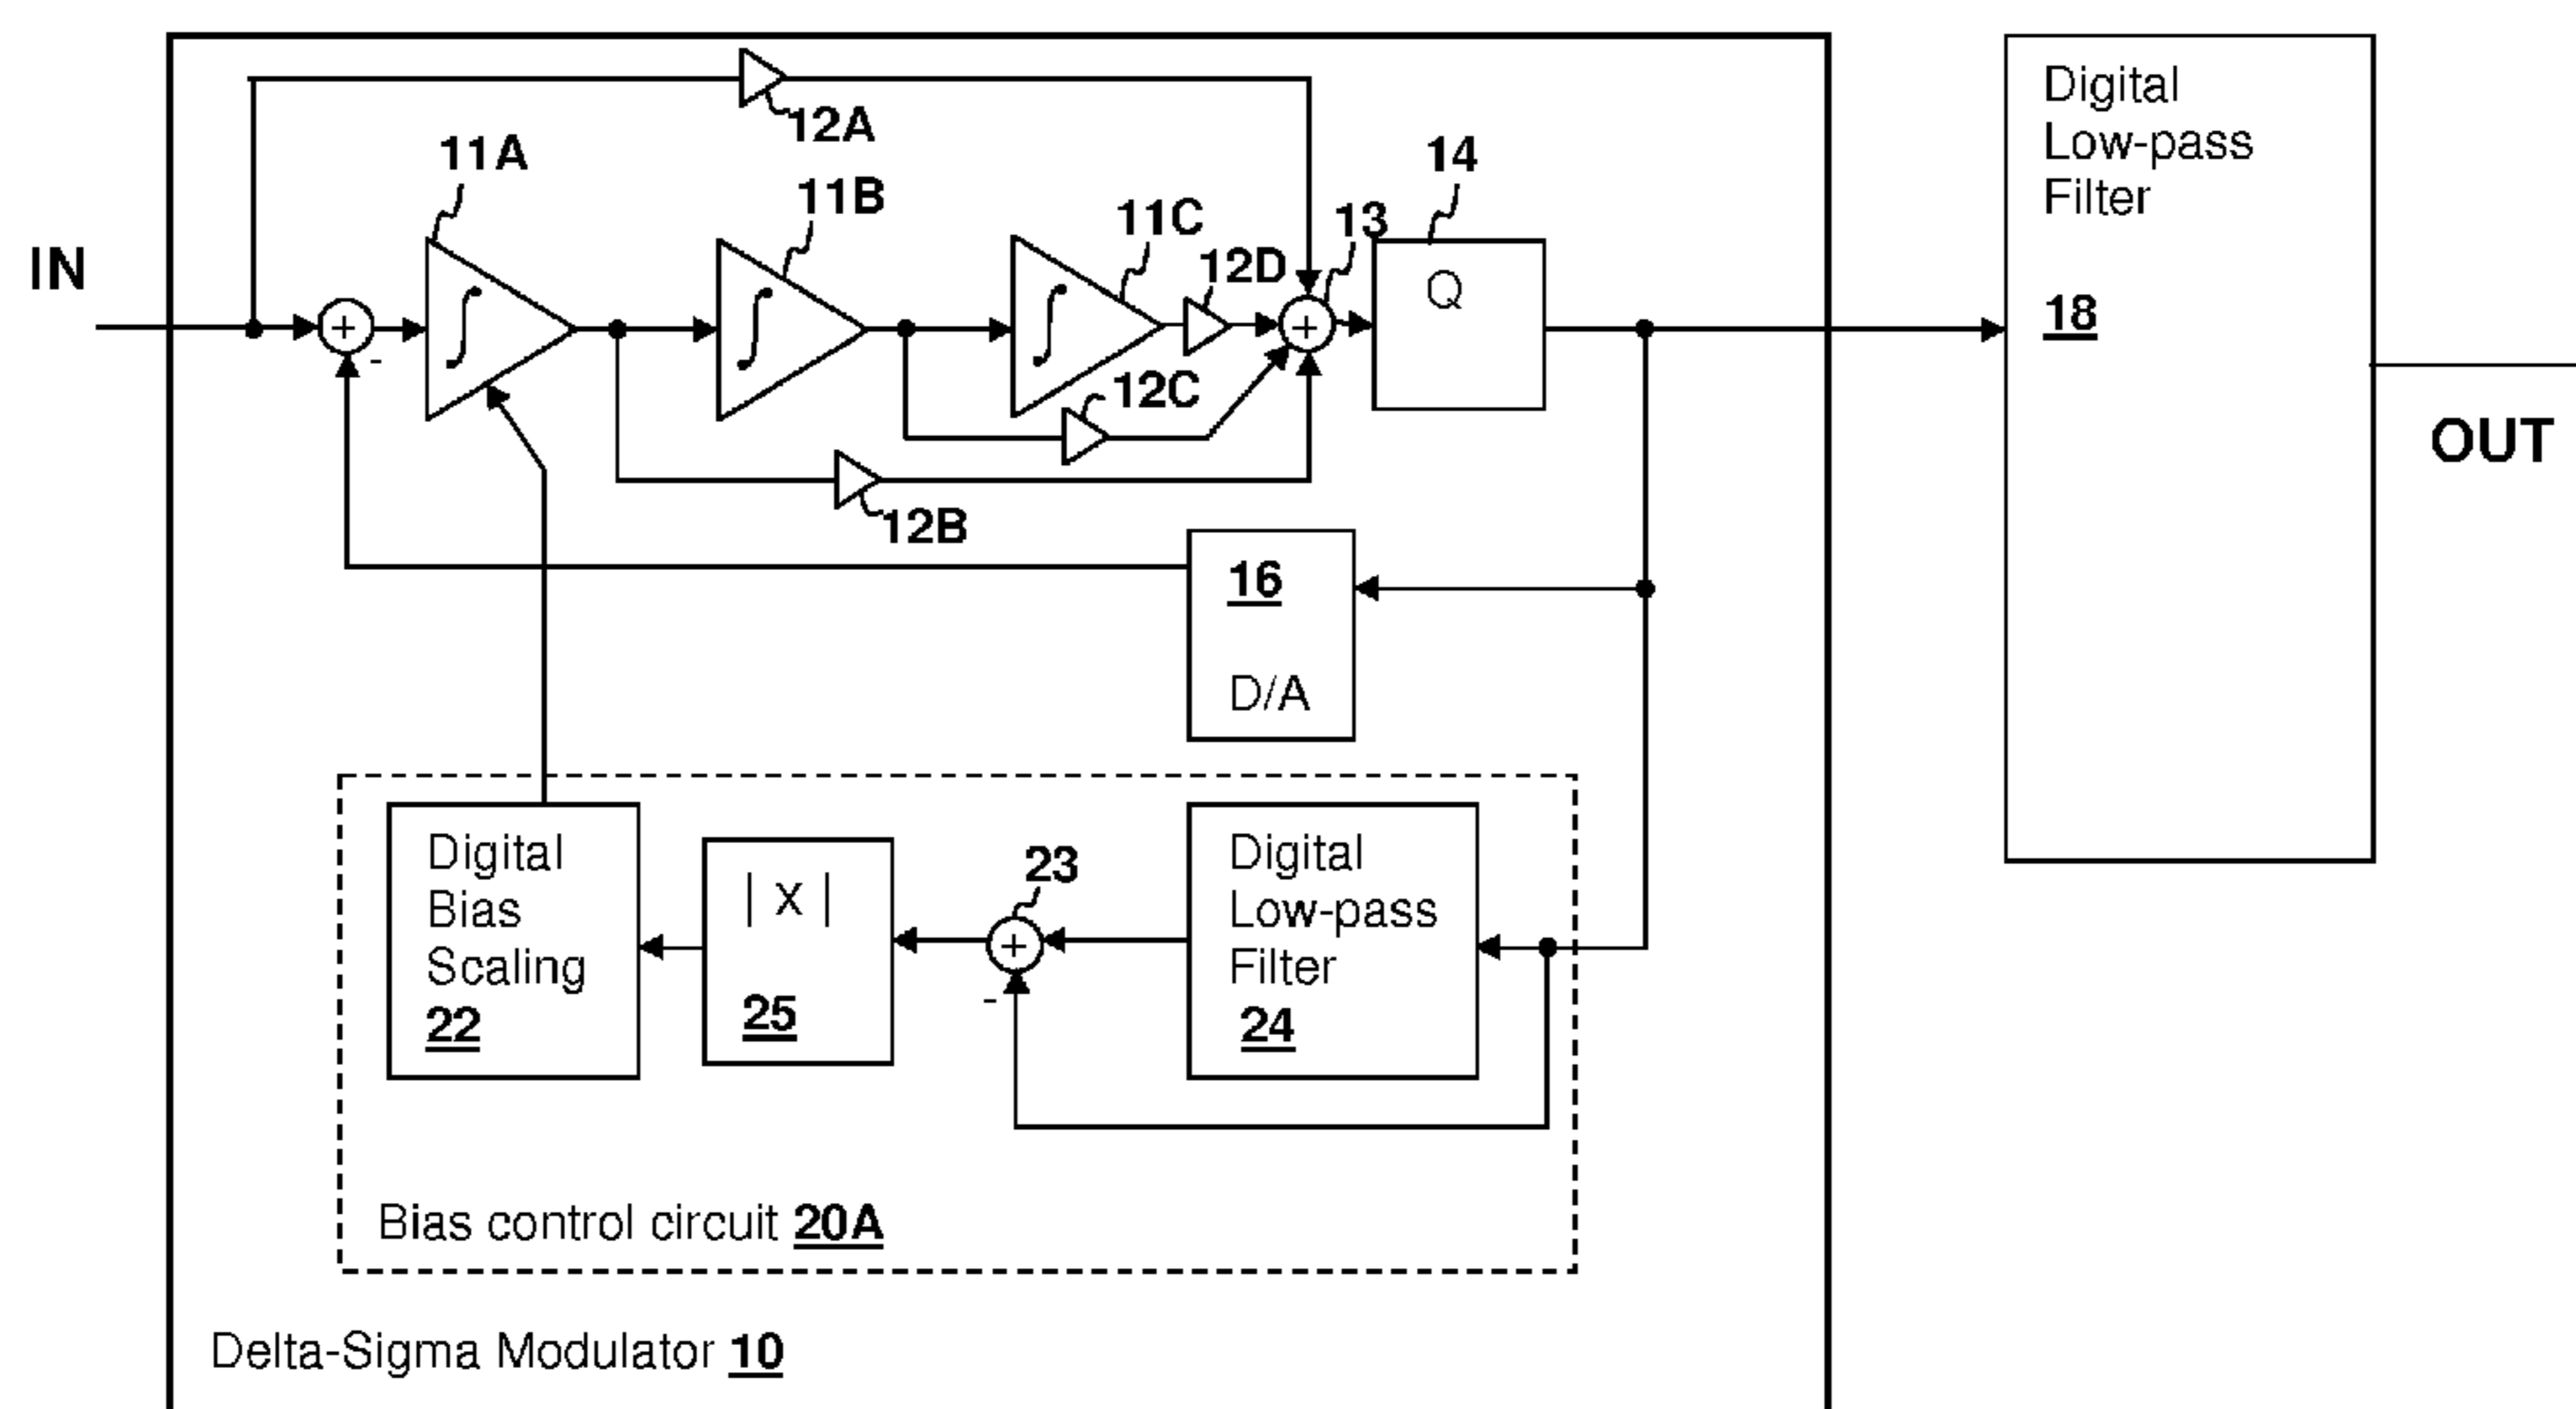 12A
11A
11B
11C
12D
13
14
Q
IN
12C
12B
Digital
Low-pass
Filter
18
OUT
+
-
+
16
D/A
Digital
Bias
Scaling
22
| x |
25
23
+
-
Digital
Low-pass
Filter
24
Bias control circuit 20A
Delta-Sigma Modulator 10
∫
∫
∫